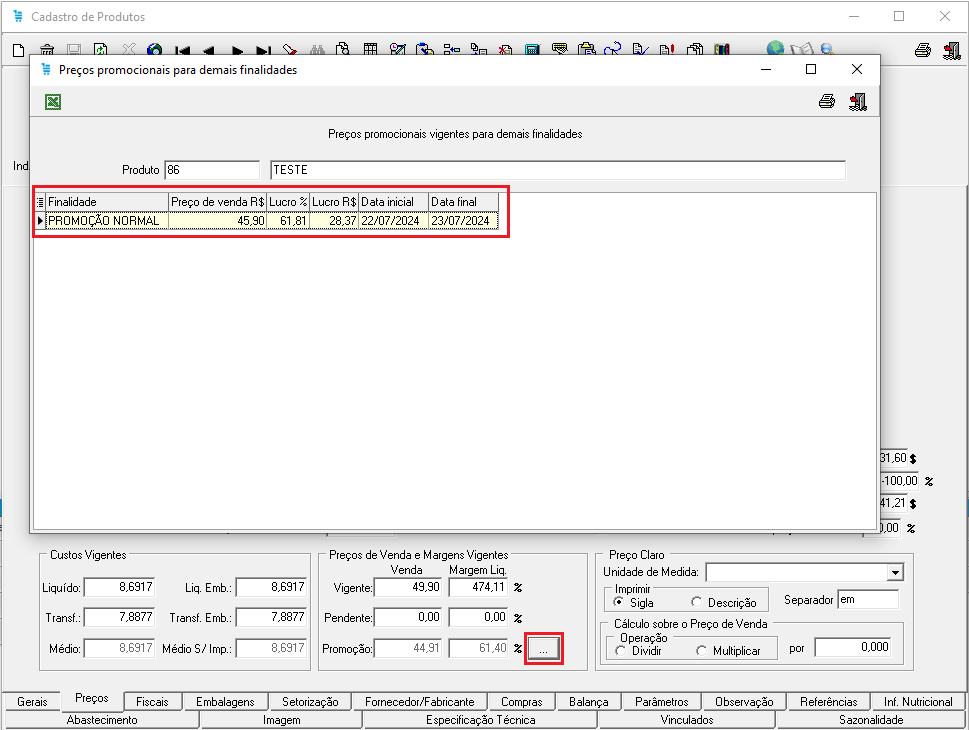 Cadastro de Produtos
Preços promocionais para demais finalidades
Preços promocionais vigentes para demais finalidades
Ind.
Produto 86 TESTE
Finalidade Preço de venda R$ Lucro % Lucro R$ Data inicial Data final
PROMOÇÃO NORMAL 45,90 61,81 28,37 22/07/2024 23/07/2024
31,60 $
-100,00 %
41,21 $
0,00 %
Custos Vigentes
Liquído: 8,6917 Liq. Emb.: 8,6917
Transf.: 7,8877 Transf. Emb.: 7,8877
Médio: 8,6917 Médio S/ Imp.: 8,6917
Preços de Venda e Margens Vigentes
Venda Margem Liq.
Vigente: 49,90 474,11 %
Pendente: 0,00 0,00 %
Promoção: 44,91 61,40 % ...
Preço Claro
Unidade de Medida:
Imprimir
Sigla Descrição Separador em
Cálculo sobre o Preço de Venda
Operação
Dividir Multiplicar por 0,000
Gerais Preços Fiscais Embalagens Setorização Fornecedor/Fabricante Compras Balança Parâmetros Observação Referências Inf. Nutricional
Abastecimento Imagem Especificação Técnica Vinculados Sazonalidade